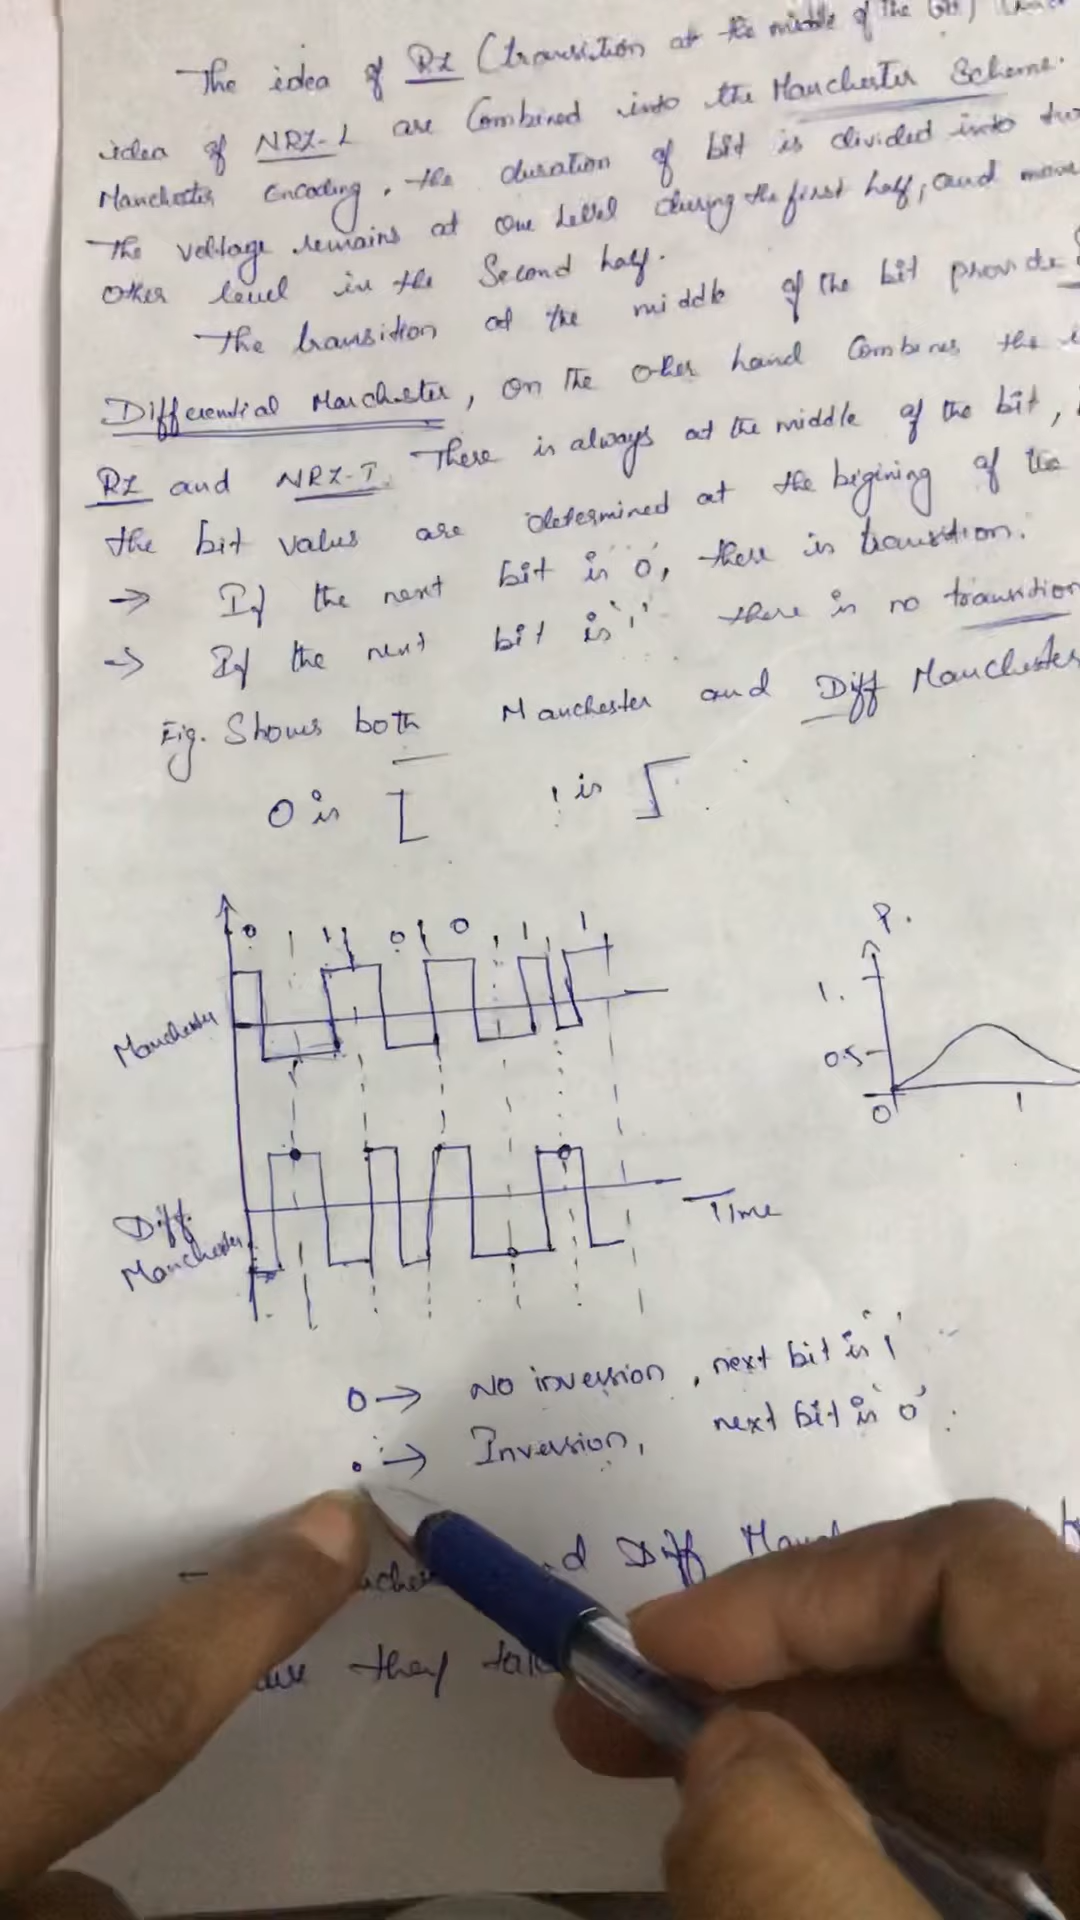 The idea of RZ (transition at the middle of the bit)
idea of NRZ-L are Combined into the Manchester Scheme.
Manchester encoding, the duration of bit is divided into
The voltage remains at one level during the first half, and
other level in the Second half.
The transition at the middle of the bit provide
Differential Manchester, on the other hand Combines the
RZ and NRZ-I. There is always at the middle of the bit,
the bit values are determined at the begining of the
→ If the next bit is '0', there is transition.
→ If the next bit is '1' there is no transition
Fig. Shows both Manchester and Diff Manchester
0 is 1 is
0 1 0 0 1 1
Manchester
P.
1.
0.5
0 1
Diff.
Manchester
Time
0 → No inversion, next bit is '1'
• → Inversion, next bit is '0'.
Diff
they